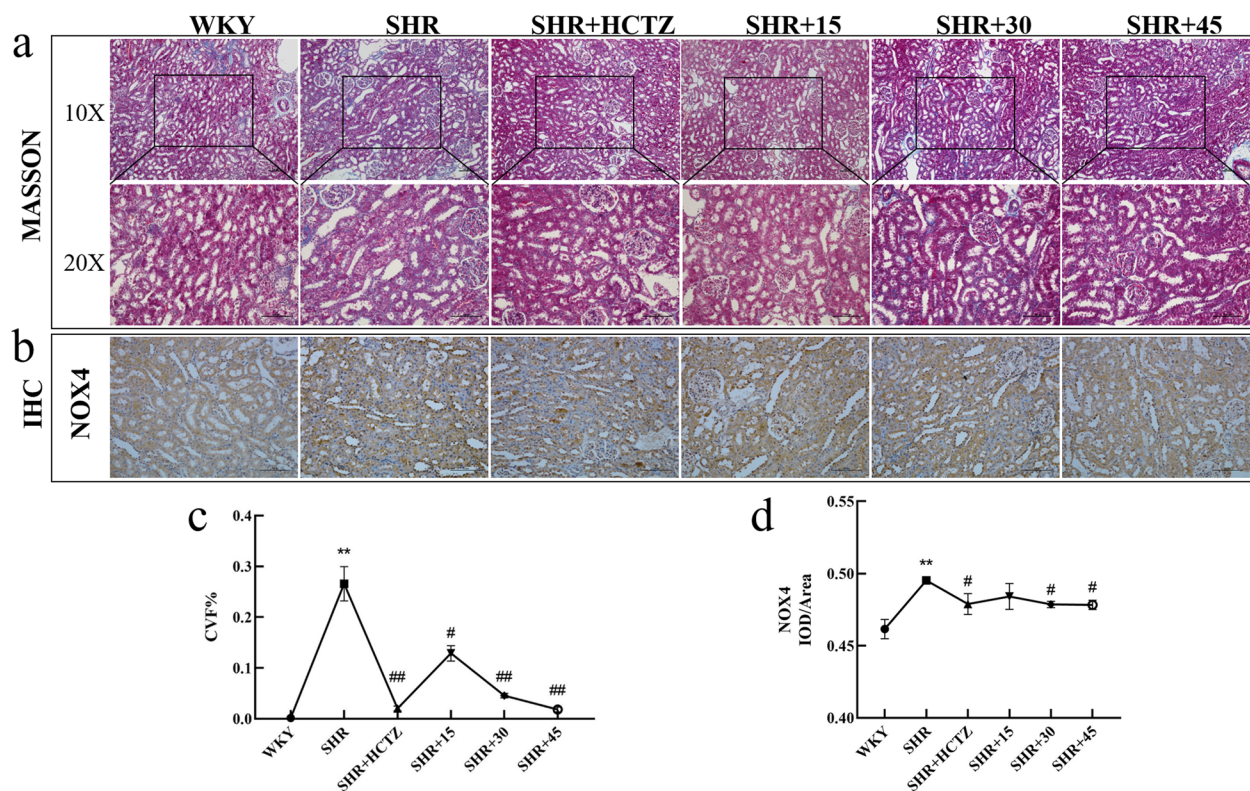 WKY SHR SHR+HCTZ SHR+15 SHR+30 SHR+45
a
MASSON
10X
20X
b
IHC
NOX4
c
CVF%
0.4
0.3
0.2
0.1
0.0
**
##
#
##
##
WKY
SHR
SHR+HCTZ
SHR+15
SHR+30
SHR+45
d
NOX4
IOD/Area
0.55
0.50
0.45
0.40
**
#
#
#
WKY
SHR
SHR+HCTZ
SHR+15
SHR+30
SHR+45